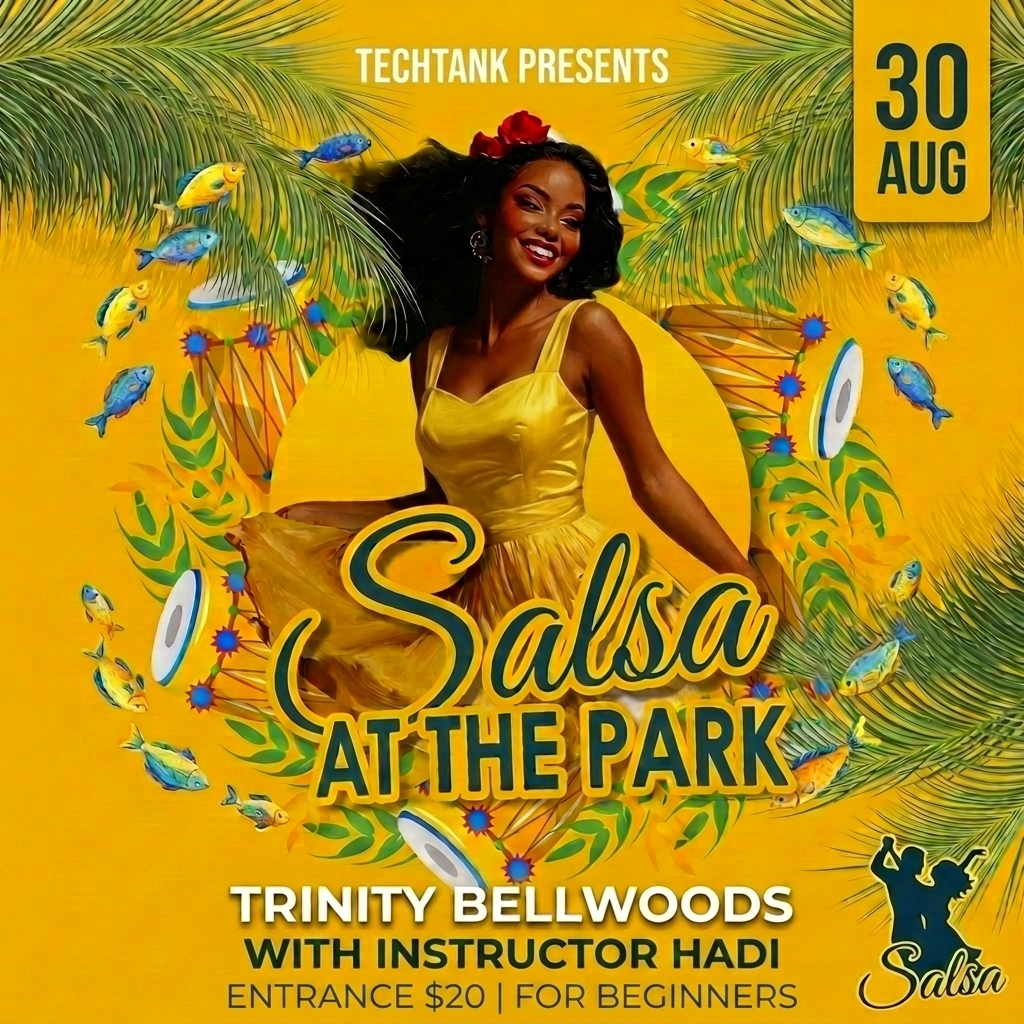 TECHTANK PRESENTS
30
AUG
Salsa
AT THE PARK
TRINITY BELLWOODS
WITH INSTRUCTOR HADI
ENTRANCE $20 | FOR BEGINNERS
Salsa